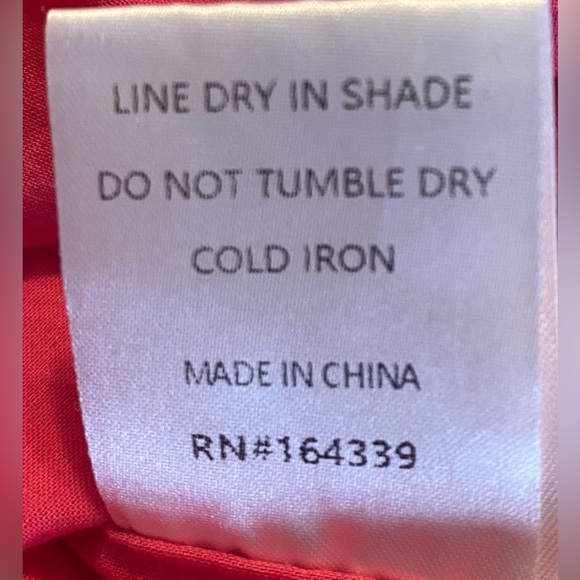 LINE DRY IN SHADE
DO NOT TUMBLE DRY
COLD IRON
MADE IN CHINA
RN#164339